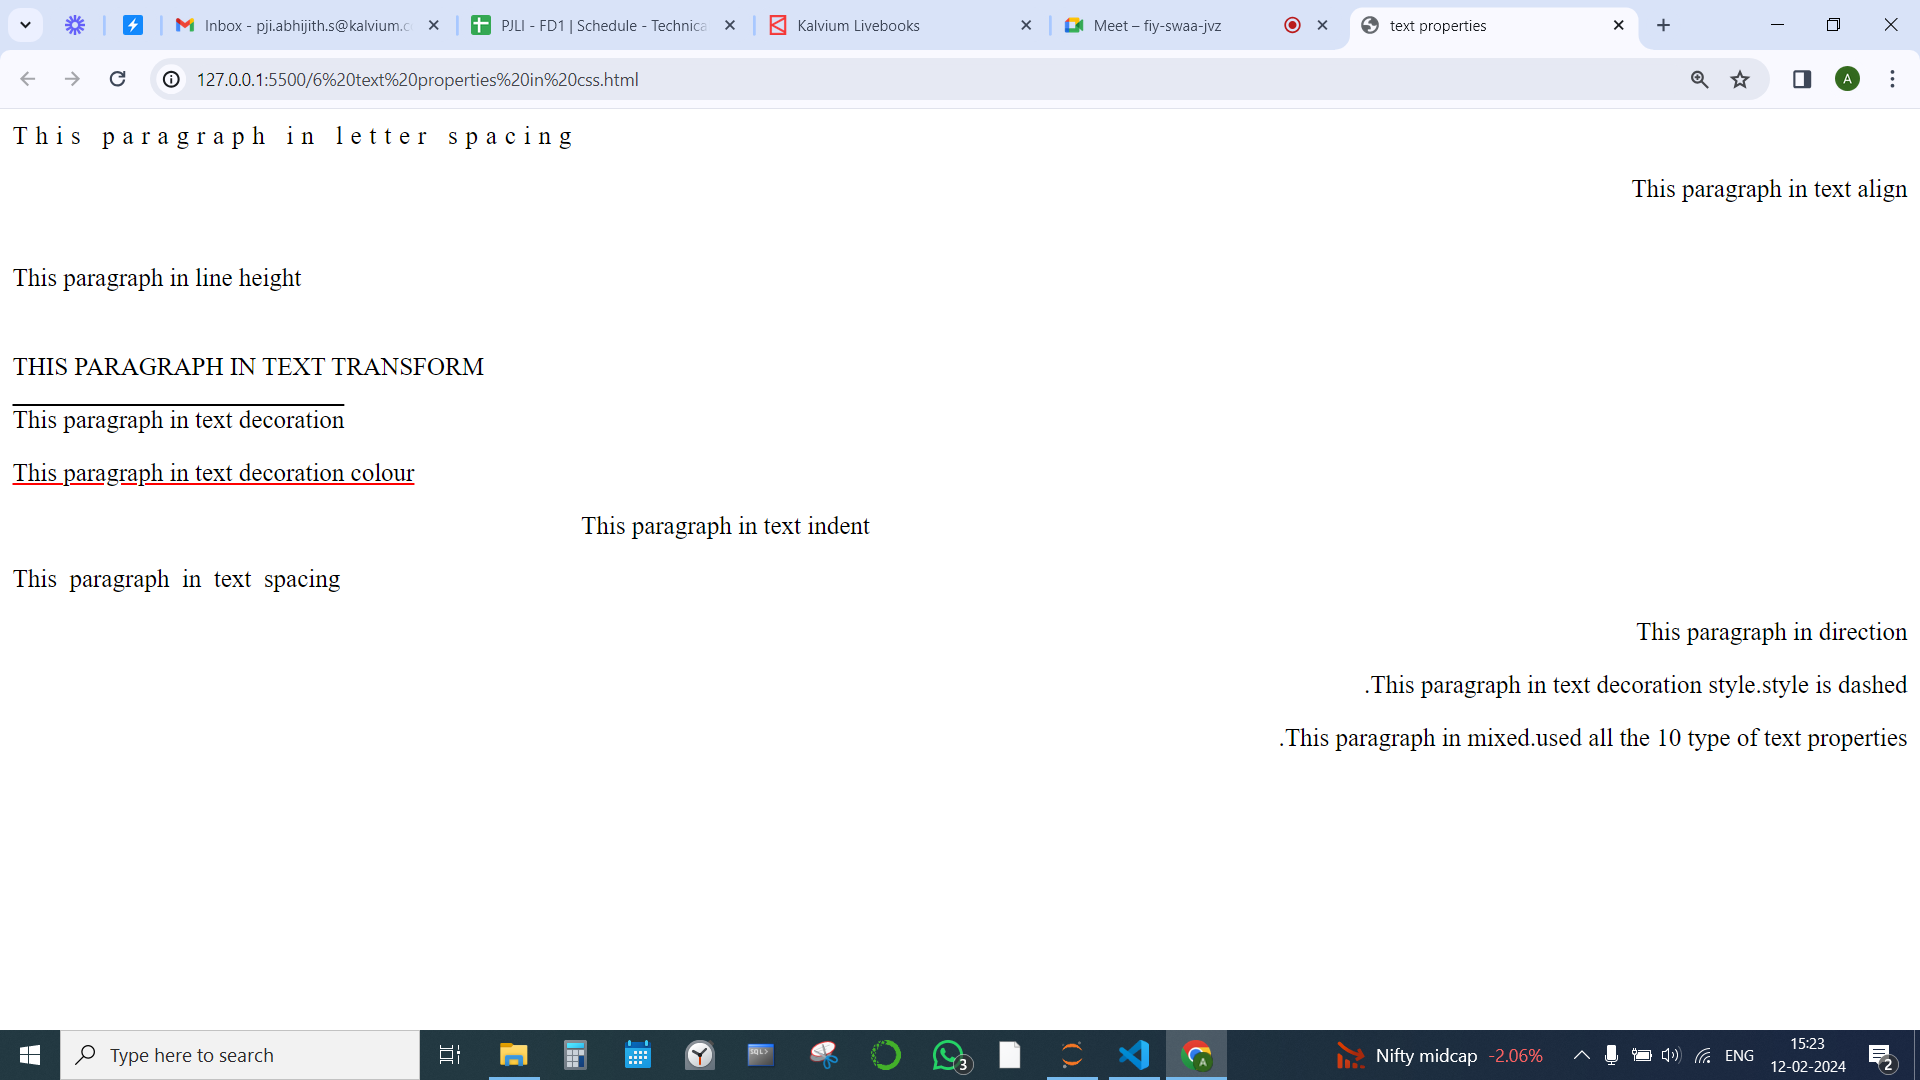 Inbox - pji.abhijith.s@kalvium.c
PJLI - FD1 | Schedule - Technica
Kalvium Livebooks
Meet – fiy-swaa-jvz
text properties
127.0.0.1:5500/6%20text%20properties%20in%20css.html
A
This paragraph in letter spacing
This paragraph in text align
This paragraph in line height
THIS PARAGRAPH IN TEXT TRANSFORM
This paragraph in text decoration
This paragraph in text decoration colour
This paragraph in text indent
This paragraph in text spacing
This paragraph in direction
.This paragraph in text decoration style.style is dashed
.This paragraph in mixed.used all the 10 type of text properties
Type here to search
SQL>
3
A
Nifty midcap -2.06%
ENG
15:23
12-02-2024
2